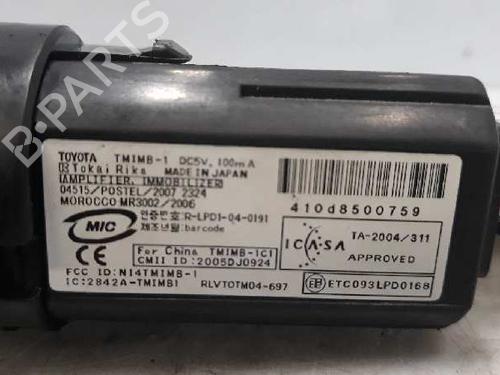 TOYOTA TMIMB-1 DC5V, 100mA
Tokai Rika MADE IN JAPAN
AMPLIFIER, IMMOBILIZER
04515/POSTEL/2007 2324
MOROCCO MR3002/2006
MIC
인증번호:R-LPD1-04-0191
제조년월:barcode
For China TMIMB-1C1
CMII ID:2005DJ0924
FCC ID:NI4TMIMB-1
IC:2842A-TMIMB1
RLVTOTM04-697
410d8500759
ICASA
TA-2004/311
APPROVED
ETC093LPD0168
B-PARTS